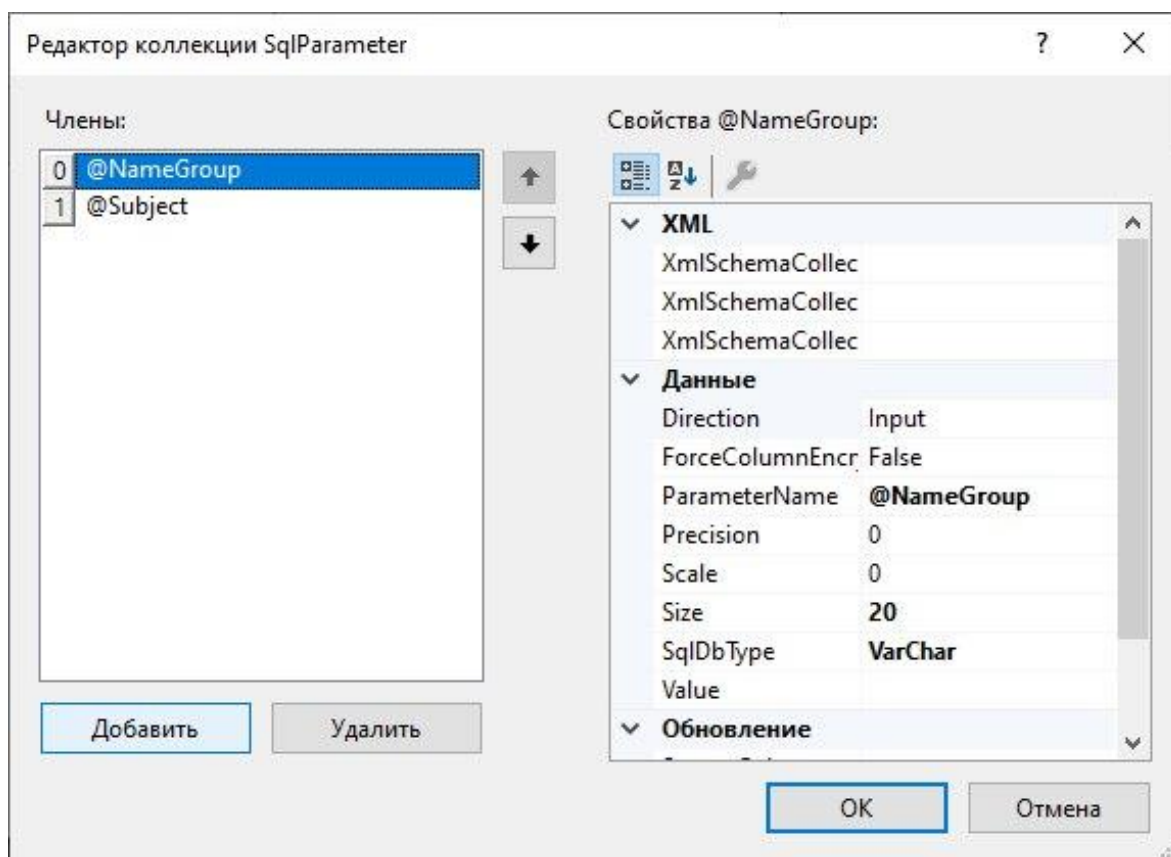 Редактор коллекции SqlParameter ?
Члены:
0 @NameGroup
1 @Subject
Добавить Удалить
Свойства @NameGroup:
XML
XmlSchemaCollec
XmlSchemaCollec
XmlSchemaCollec
Данные
Direction Input
ForceColumnEncr False
ParameterName @NameGroup
Precision 0
Scale 0
Size 20
SqlDbType VarChar
Value
Обновление
OK Отмена